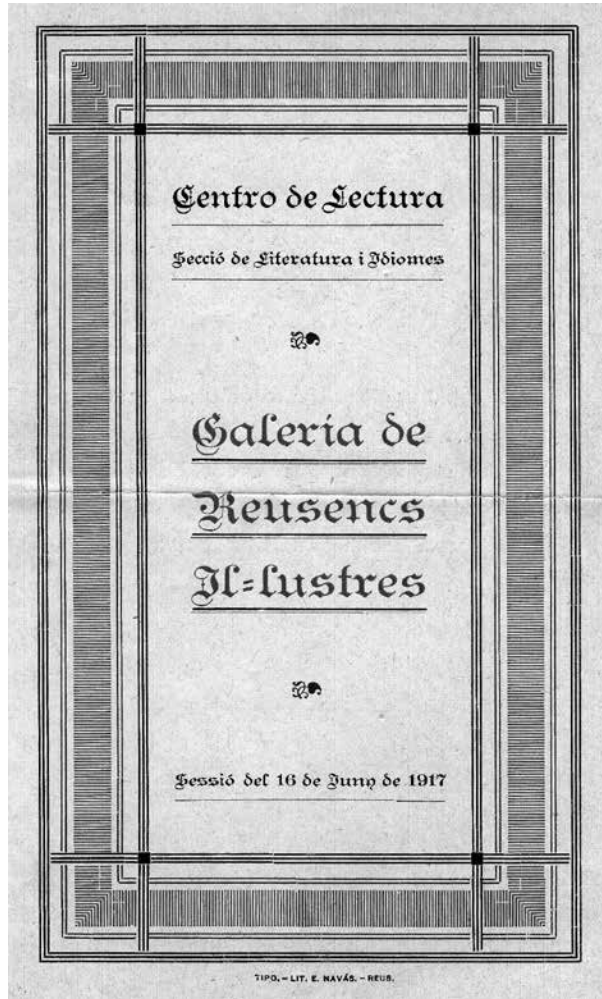 Centro de Lectura
Secció de Literatura i Idiomes
Galeria de
Reusencs
Il=lustres
Sessió del 16 de Juny de 1917
TIPO. – LIT. E. NAVÁS. – REUS.